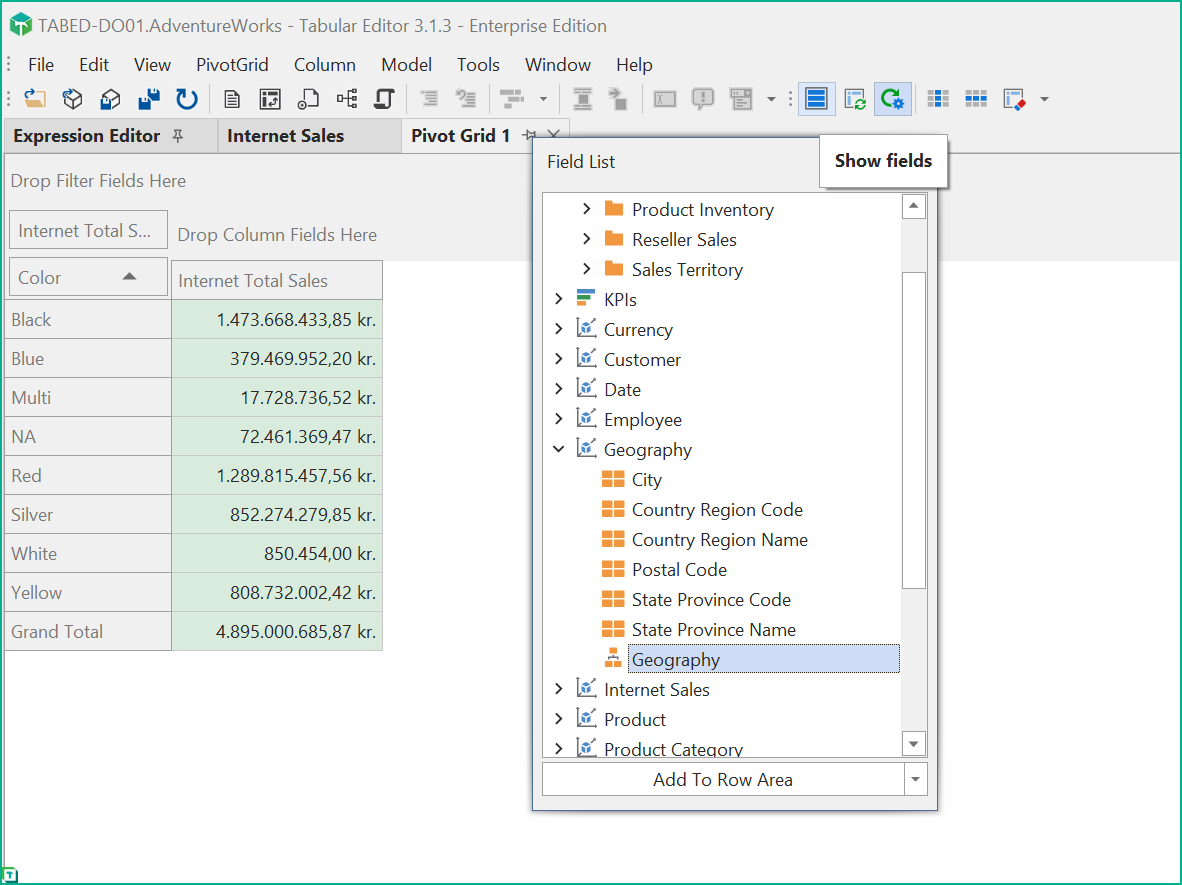 TABED-DO01.AdventureWorks - Tabular Editor 3.1.3 - Enterprise Edition
File Edit View PivotGrid Column Model Tools Window Help
Expression Editor Internet Sales Pivot Grid 1
Show fields
Field List
Drop Filter Fields Here
Internet Total S... Drop Column Fields Here
Color Internet Total Sales
Black 1.473.668.433,85 kr.
Blue 379.469.952,20 kr.
Multi 17.728.736,52 kr.
NA 72.461.369,47 kr.
Red 1.289.815.457,56 kr.
Silver 852.274.279,85 kr.
White 850.454,00 kr.
Yellow 808.732.002,42 kr.
Grand Total 4.895.000.685,87 kr.
Product Inventory
Reseller Sales
Sales Territory
KPIs
Currency
Customer
Date
Employee
Geography
City
Country Region Code
Country Region Name
Postal Code
State Province Code
State Province Name
Geography
Internet Sales
Product
Product Category
Add To Row Area